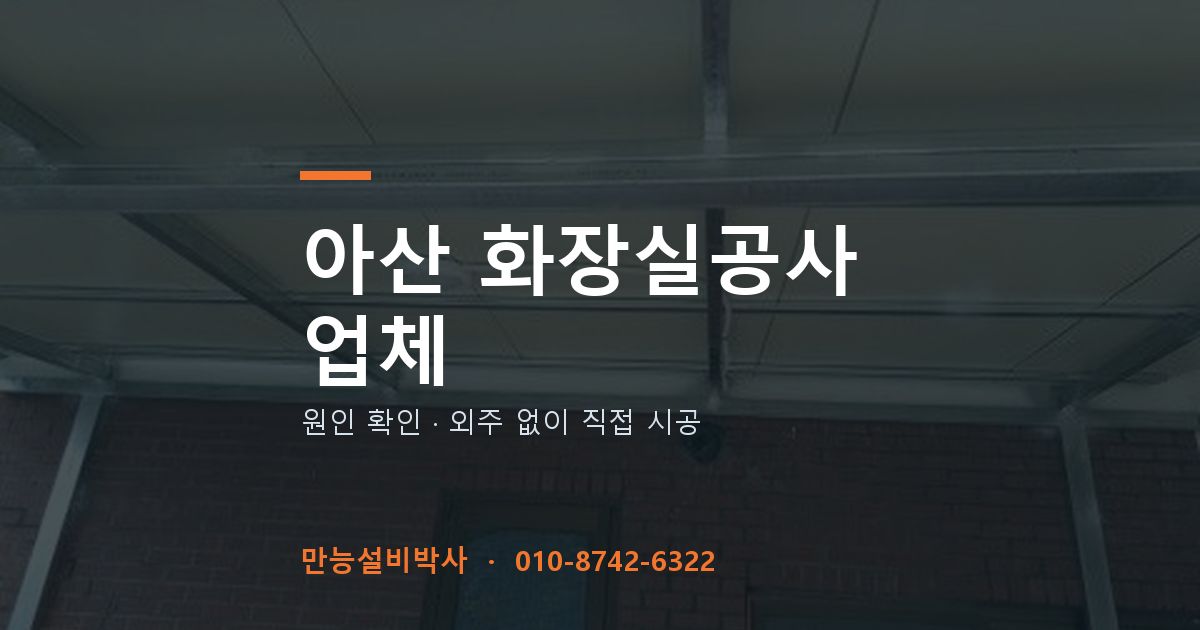 아산 화장실공사
업체
원인 확인 · 외주 없이 직접 시공
만능설비박사 · 010-8742-6322